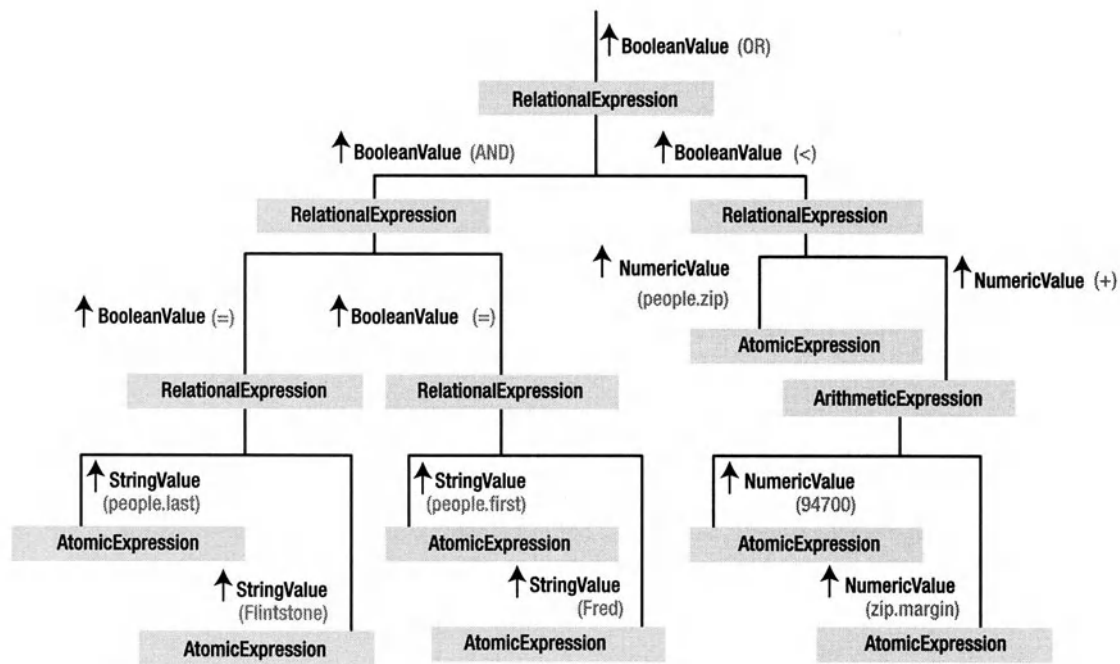 BooleanValue (OR)
RelationalExpression
BooleanValue (AND)
BooleanValue (<)
RelationalExpression
RelationalExpression
NumericValue
(people.zip)
NumericValue (+)
BooleanValue (=)
BooleanValue (=)
AtomicExpression
RelationalExpression
RelationalExpression
ArithmeticExpression
StringValue
(people.last)
StringValue
(people.first)
NumericValue
(94700)
AtomicExpression
AtomicExpression
AtomicExpression
StringValue
(Flintstone)
StringValue
(Fred)
NumericValue
(zip.margin)
AtomicExpression
AtomicExpression
AtomicExpression